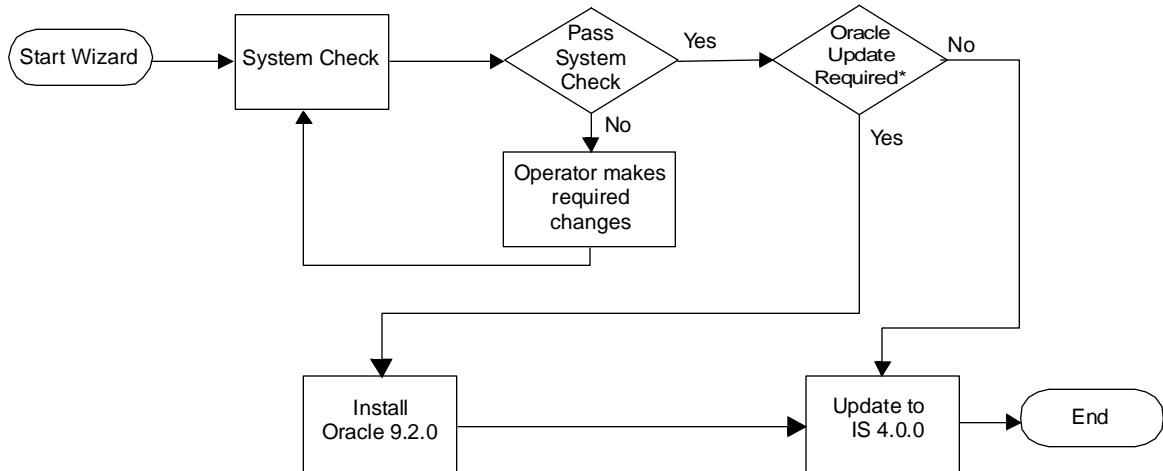 Start Wizard
System Check
Pass
System
Check
Yes
Oracle
Update
Required*
No
No
Yes
Operator makes
required
changes
Install
Oracle 9.2.0
Update to
IS 4.0.0
End